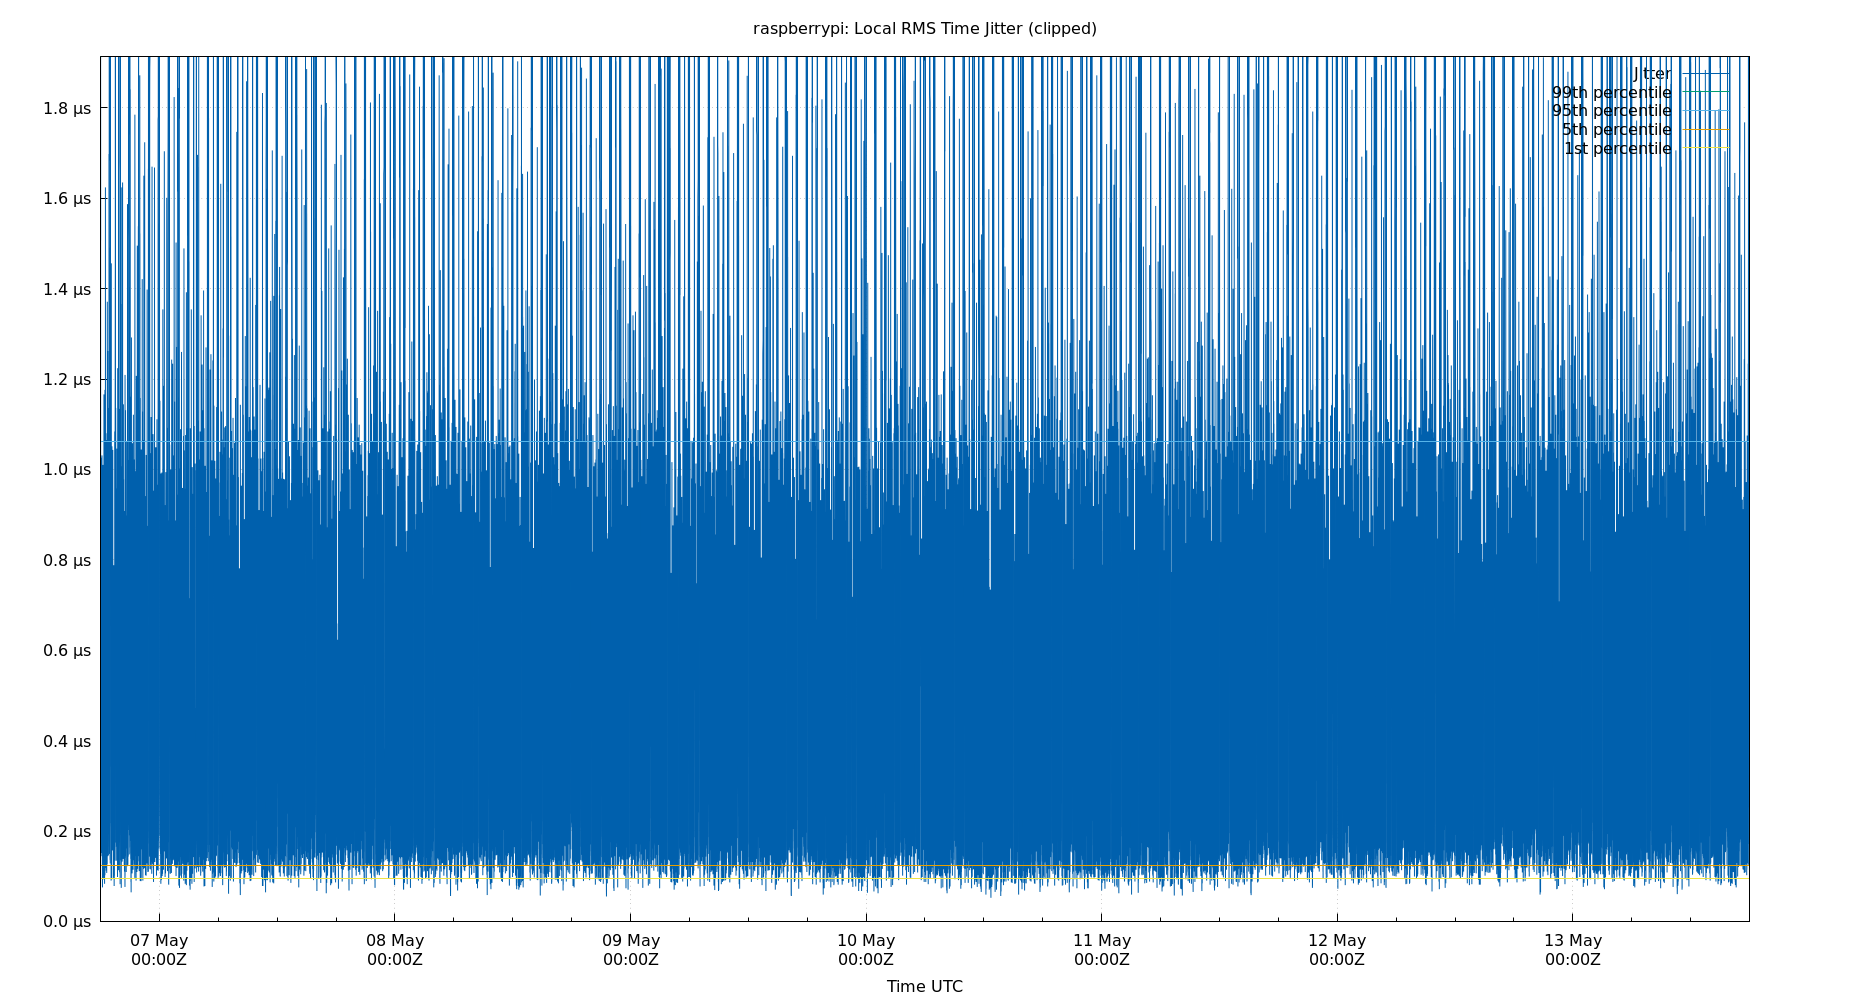 raspberrypi: Local RMS Time Jitter (clipped)
Jitter
99th percentile
95th percentile
5th percentile
1st percentile
1.8 µs
1.6 µs
1.4 µs
1.2 µs
1.0 µs
0.8 µs
0.6 µs
0.4 µs
0.2 µs
0.0 µs
07 May 08 May 09 May 10 May 11 May 12 May 13 May
00:00Z 00:00Z 00:00Z 00:00Z 00:00Z 00:00Z 00:00Z
Time UTC